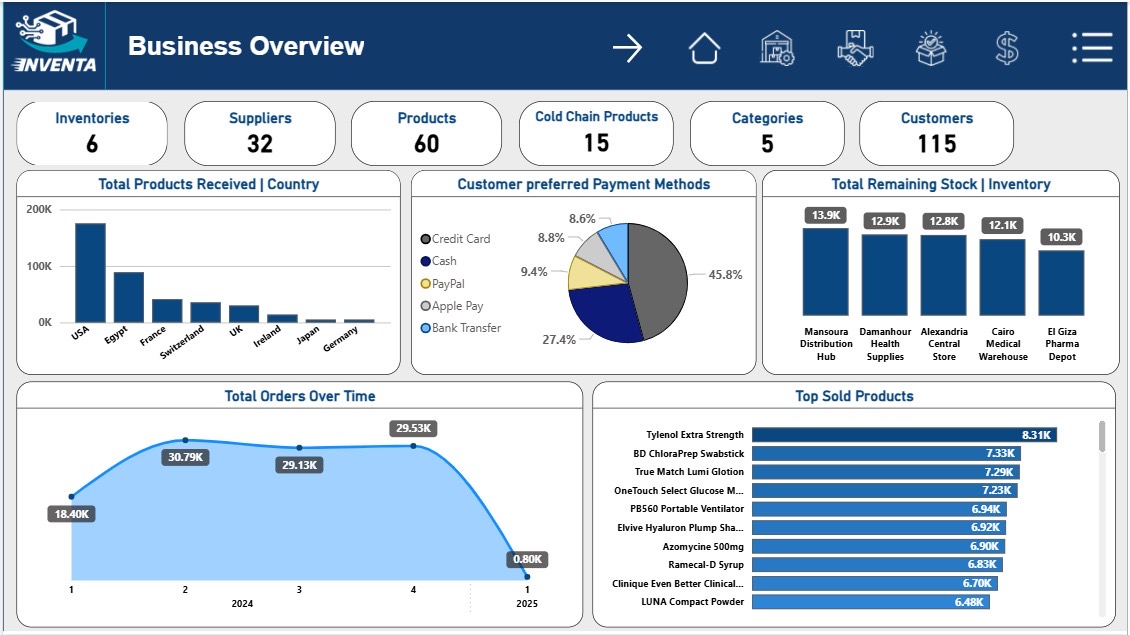 INVENTA
Business Overview
Inventories
6
Suppliers
32
Products
60
Cold Chain Products
15
Categories
5
Customers
115
Total Products Received | Country
200K
100K
0K
USA
Egypt
France
Switzerland
UK
Ireland
Japan
Germany
Customer preferred Payment Methods
Credit Card
Cash
PayPal
Apple Pay
Bank Transfer
8.6%
8.8%
9.4%
27.4%
45.8%
Total Remaining Stock | Inventory
13.9K
12.9K
12.8K
12.1K
10.3K
Mansoura
Distribution
Hub
Damanhour
Health
Supplies
Alexandria
Central
Store
Cairo
Medical
Warehouse
El Giza
Pharma
Depot
Total Orders Over Time
18.40K
30.79K
29.13K
29.53K
0.80K
1
2
3
4
1
2024
2025
Top Sold Products
Tylenol Extra Strength
8.31K
BD ChloraPrep Swabstick
7.33K
True Match Lumi Glotion
7.29K
OneTouch Select Glucose M...
7.23K
PB560 Portable Ventilator
6.94K
Elvive Hyaluron Plump Sha...
6.92K
Azomycine 500mg
6.90K
Ramecal-D Syrup
6.83K
Clinique Even Better Clinical...
6.70K
LUNA Compact Powder
6.48K